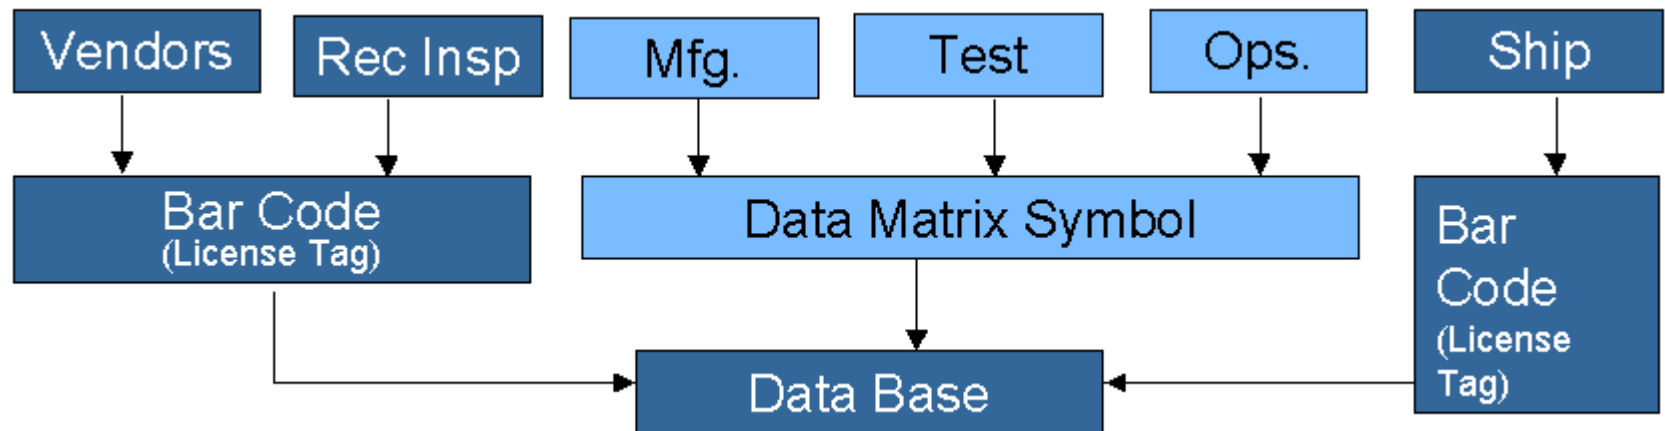 Vendors
Rec Insp
Mfg.
Test
Ops.
Ship
Bar Code
(License Tag)
Data Matrix Symbol
Bar
Code
(License
Tag)
Data Base